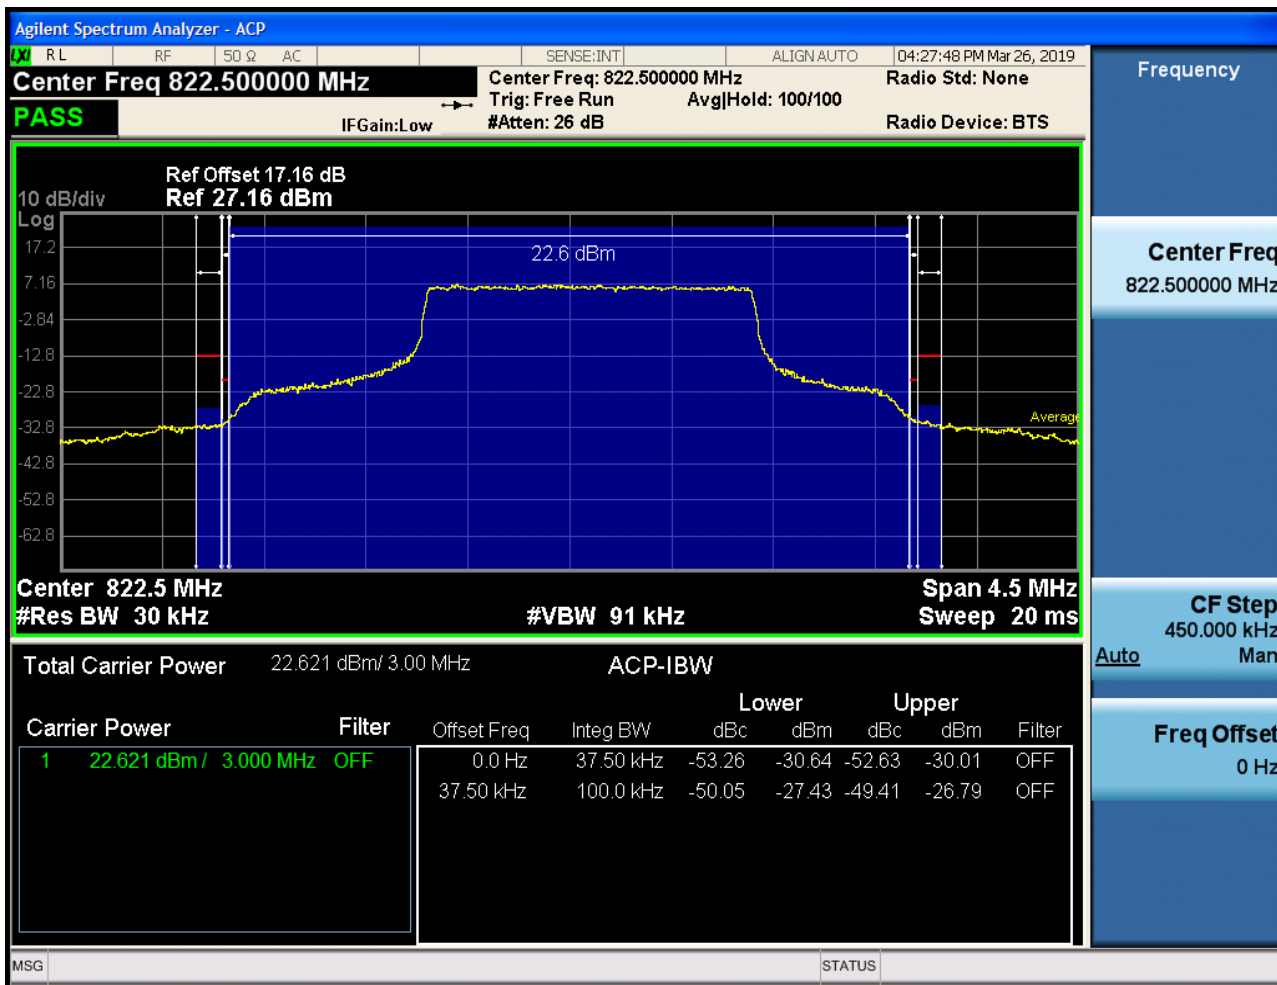 Agilent Spectrum Analyzer - ACP
LXI RL RF 50 Ω AC SENSE:INT ALIGN AUTO 04:27:48 PM Mar 26, 2019
Center Freq 822.500000 MHz
Center Freq: 822.500000 MHz
Radio Std: None
Trig: Free Run Avg|Hold: 100/100
PASS
IFGain:Low
#Atten: 26 dB
Radio Device: BTS
Ref Offset 17.16 dB
10 dB/div Ref 27.16 dBm
Log
17.2
7.16
-2.84
-12.8
-22.8
-32.8
-42.8
-52.8
-62.8
22.6 dBm
Average
Center 822.5 MHz Span 4.5 MHz
#Res BW 30 kHz #VBW 91 kHz Sweep 20 ms
Total Carrier Power 22.621 dBm/ 3.00 MHz ACP-IBW
Lower Upper
Carrier Power Filter Offset Freq Integ BW dBc dBm dBc dBm Filter
1 22.621 dBm / 3.000 MHz OFF 0.0 Hz 37.50 kHz -53.26 -30.64 -52.63 -30.01 OFF
37.50 kHz 100.0 kHz -50.05 -27.43 -49.41 -26.79 OFF
MSG STATUS
Frequency
Center Freq
822.500000 MHz
CF Step
450.000 kHz
Auto Man
Freq Offset
0 Hz